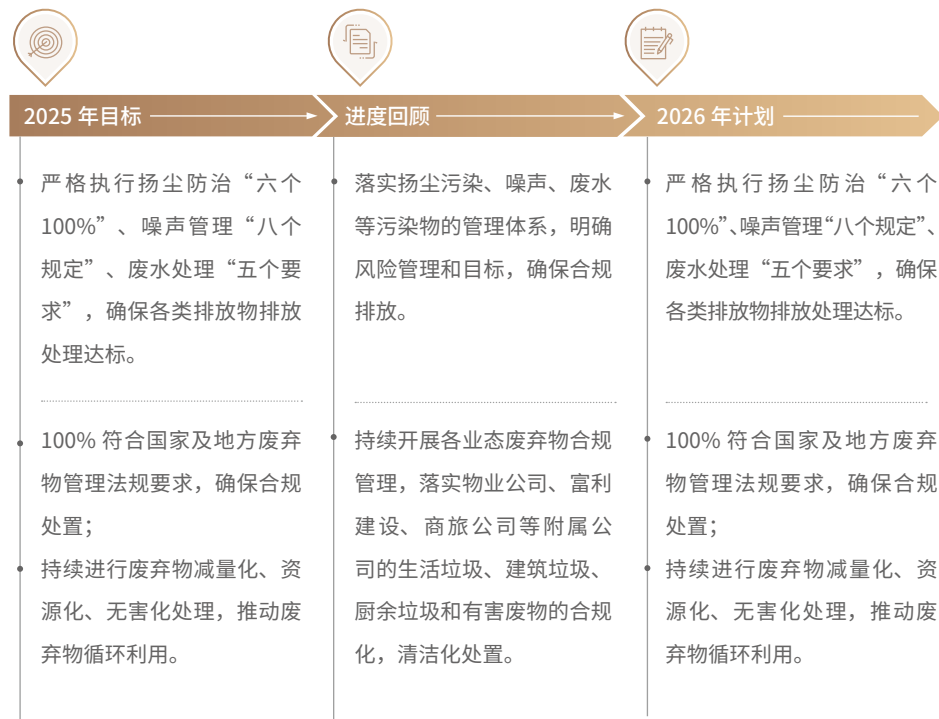 2025 年目标
严格执行扬尘防治“六个
100%”、噪声管理“八个
规定”、废水处理“五个要
求”，确保各类排放物排放
处理达标。
100% 符合国家及地方废弃
物管理法规要求，确保合规
处置；
持续进行废弃物减量化、资
源化、无害化处理，推动废
弃物循环利用。
进度回顾
落实扬尘污染、噪声、废水
等污染物的管理体系，明确
风险管理和目标，确保合规
排放。
持续开展各业态废弃物合规
管理，落实物业公司、富利
建设、商旅公司等附属公
司的生活垃圾、建筑垃圾、
厨余垃圾和有害废物的合规
化，清洁化处置。
2026 年计划
严格执行扬尘防治“六个
100%”、噪声管理“八个规定”、
废水处理“五个要求”，确保
各类排放物排放处理达标。
100% 符合国家及地方废弃
物管理法规要求，确保合规
处置；
持续进行废弃物减量化、资
源化、无害化处理，推动废
弃物循环利用。